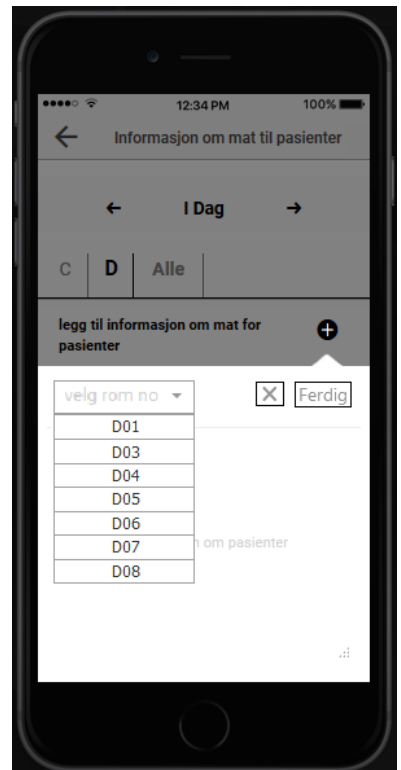 12:34 PM 100%
Informasjon om mat til pasienter
I Dag
C D Alle
legg til informasjon om mat for
pasienter
velg rom no Ferdig
D01
D03
D04
D05
D06
D07
D08
om pasienter